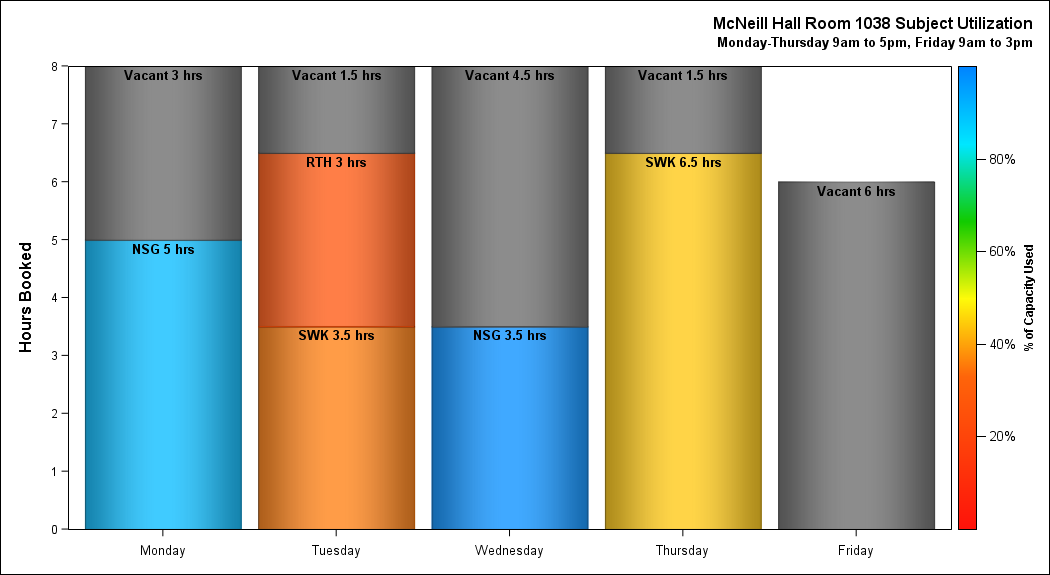 McNeill Hall Room 1038 Subject Utilization
Monday-Thursday 9am to 5pm, Friday 9am to 3pm
Hours Booked
8
7
6
5
4
3
2
1
0
Vacant 3 hrs
NSG 5 hrs
Vacant 1.5 hrs
RTH 3 hrs
SWK 3.5 hrs
Vacant 4.5 hrs
NSG 3.5 hrs
Vacant 1.5 hrs
SWK 6.5 hrs
Vacant 6 hrs
Monday
Tuesday
Wednesday
Thursday
Friday
80%
60%
40%
20%
% of Capacity Used